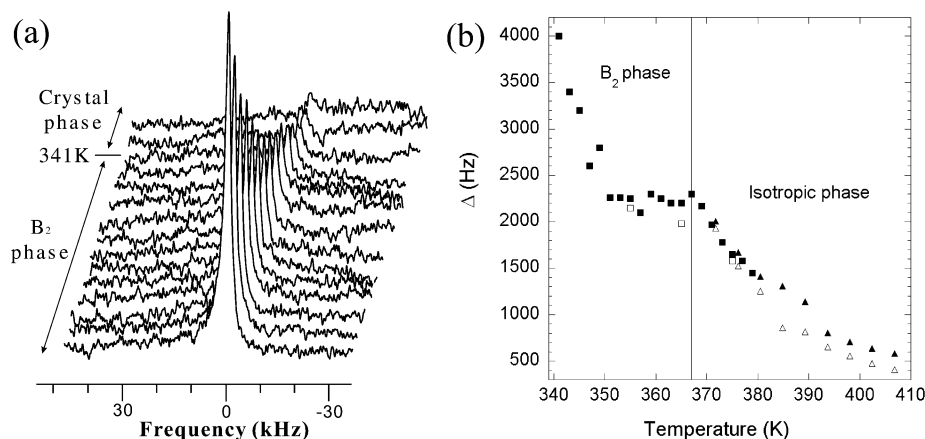 (a)
Crystal
phase
341K
B2
phase
30
0
-30
Frequency (kHz)
(b)
4000
3500
3000
2500
2000
1500
1000
500
Δ (Hz)
B2 phase
Isotropic phase
340
350
360
370
380
390
400
410
Temperature (K)